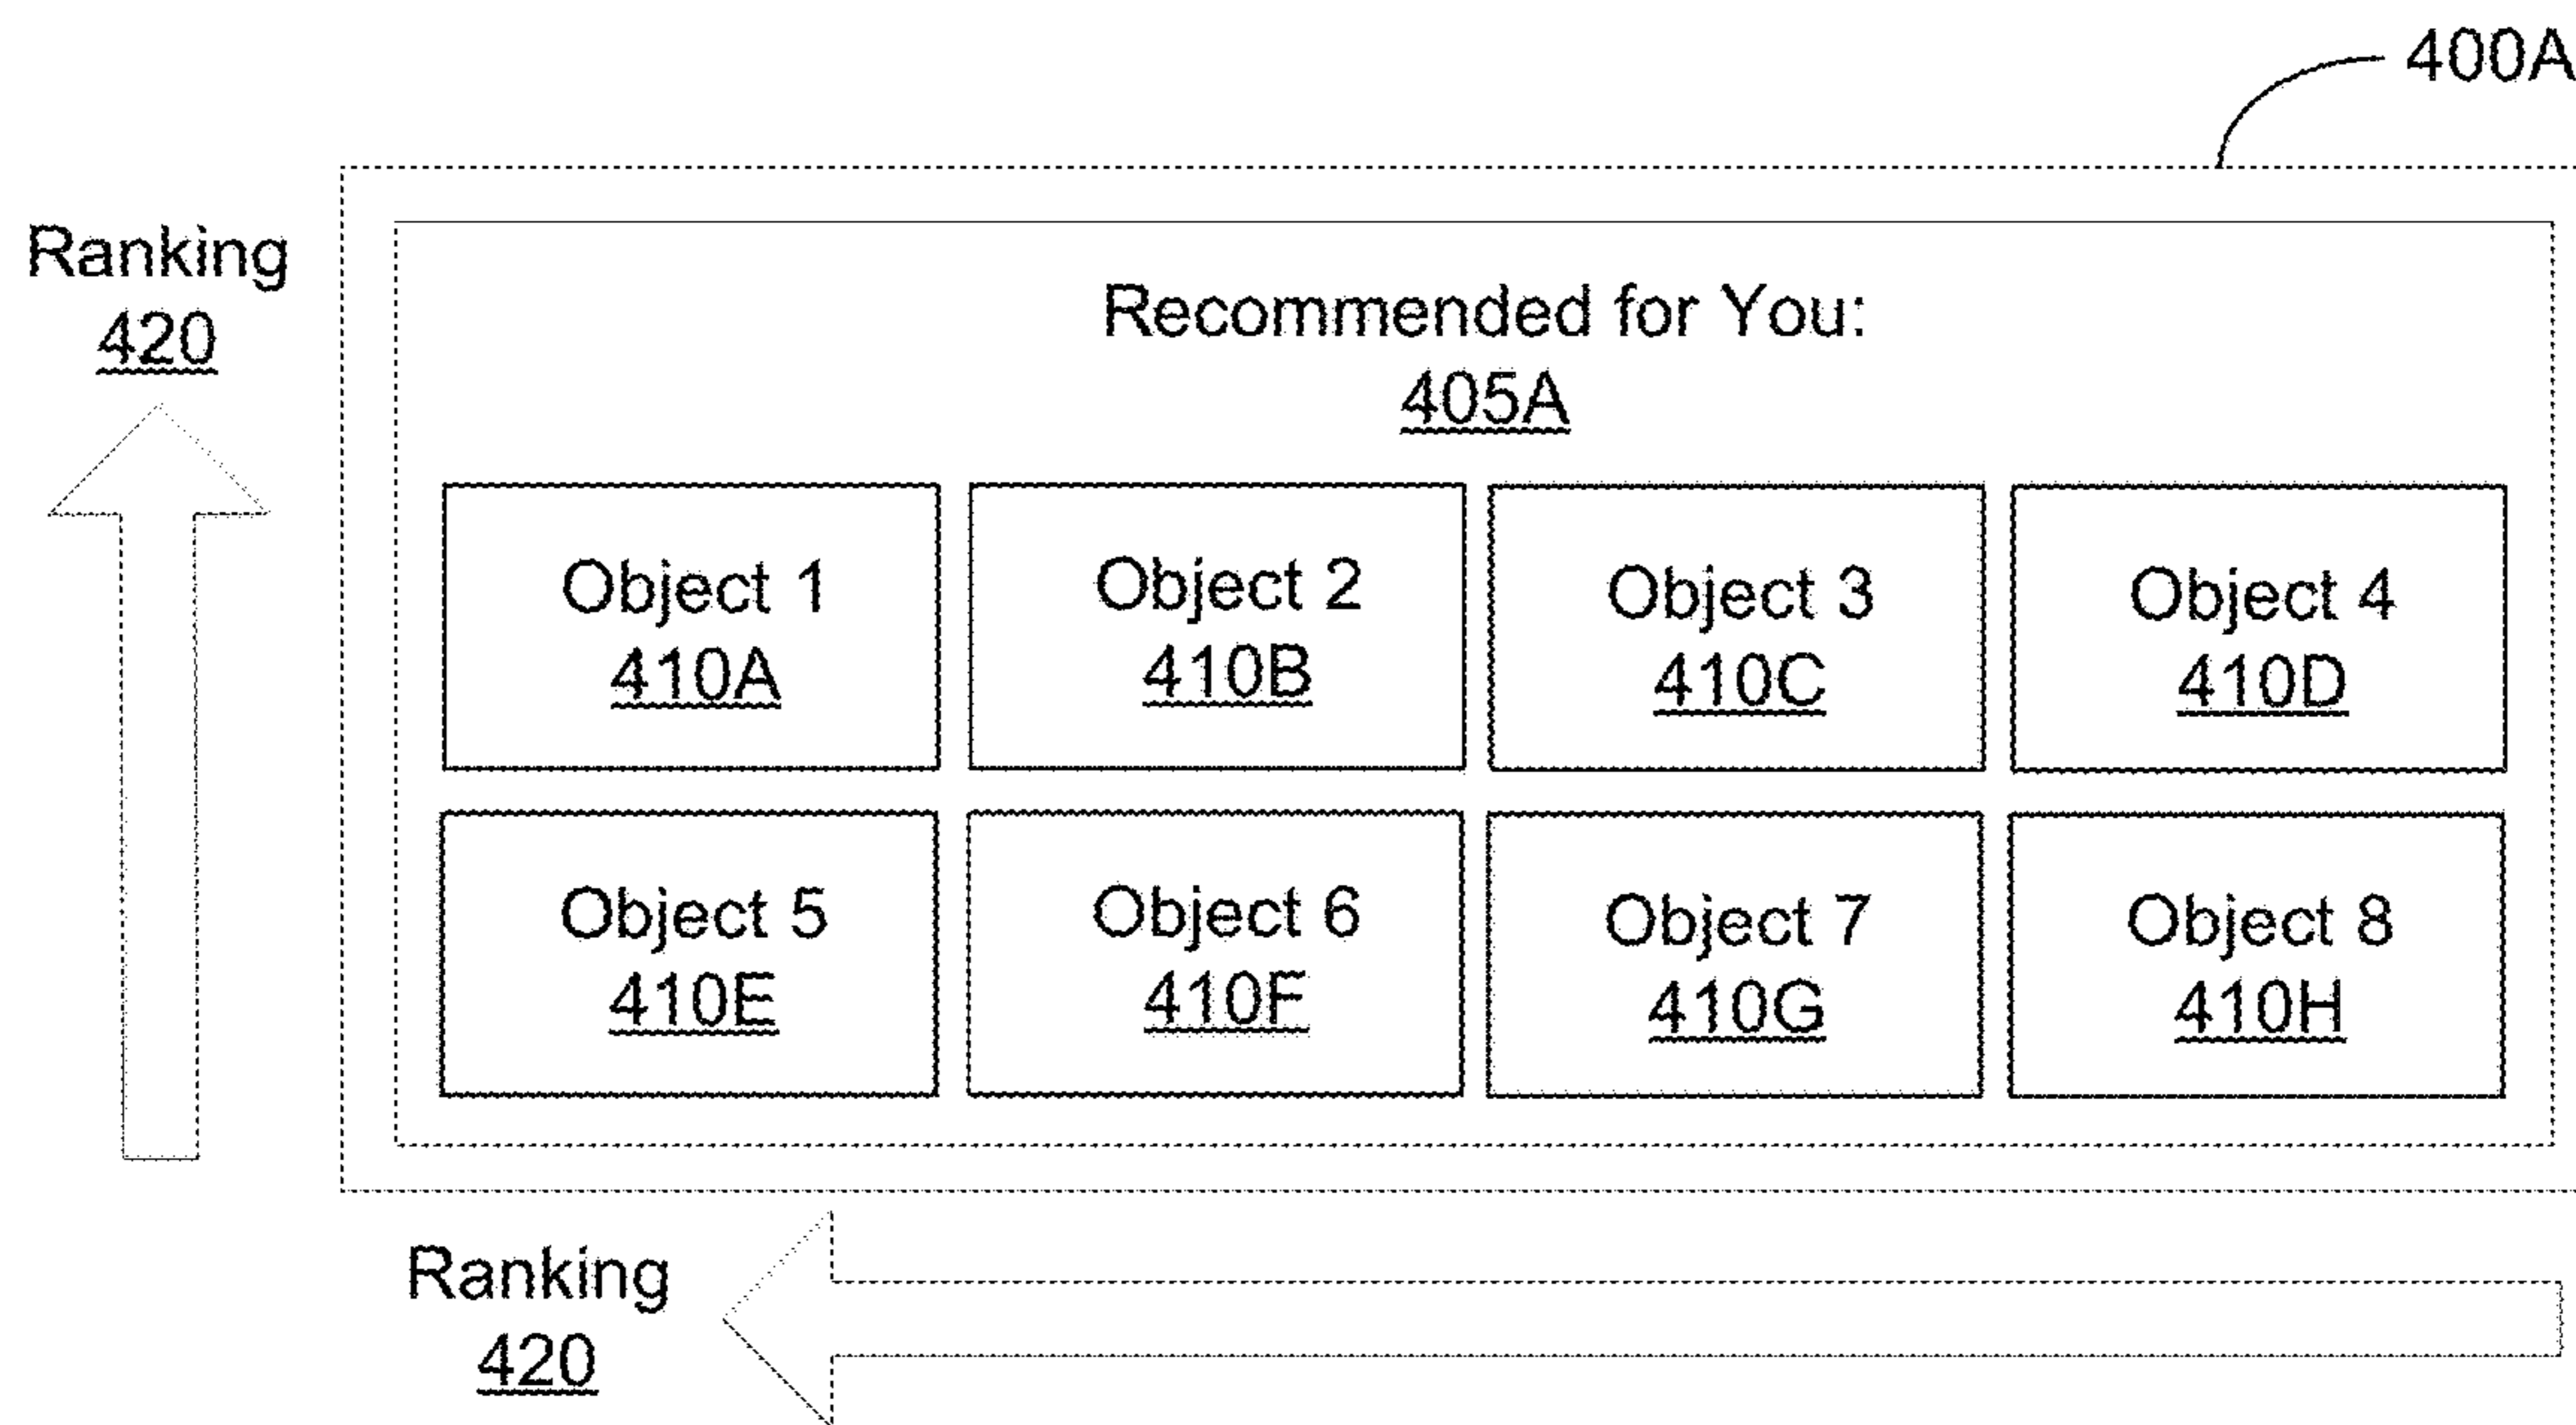 400A
Ranking
420
Recommended for You:
405A
Object 1
410A
Object 2
410B
Object 3
410C
Object 4
410D
Object 5
410E
Object 6
410F
Object 7
410G
Object 8
410H
Ranking
420